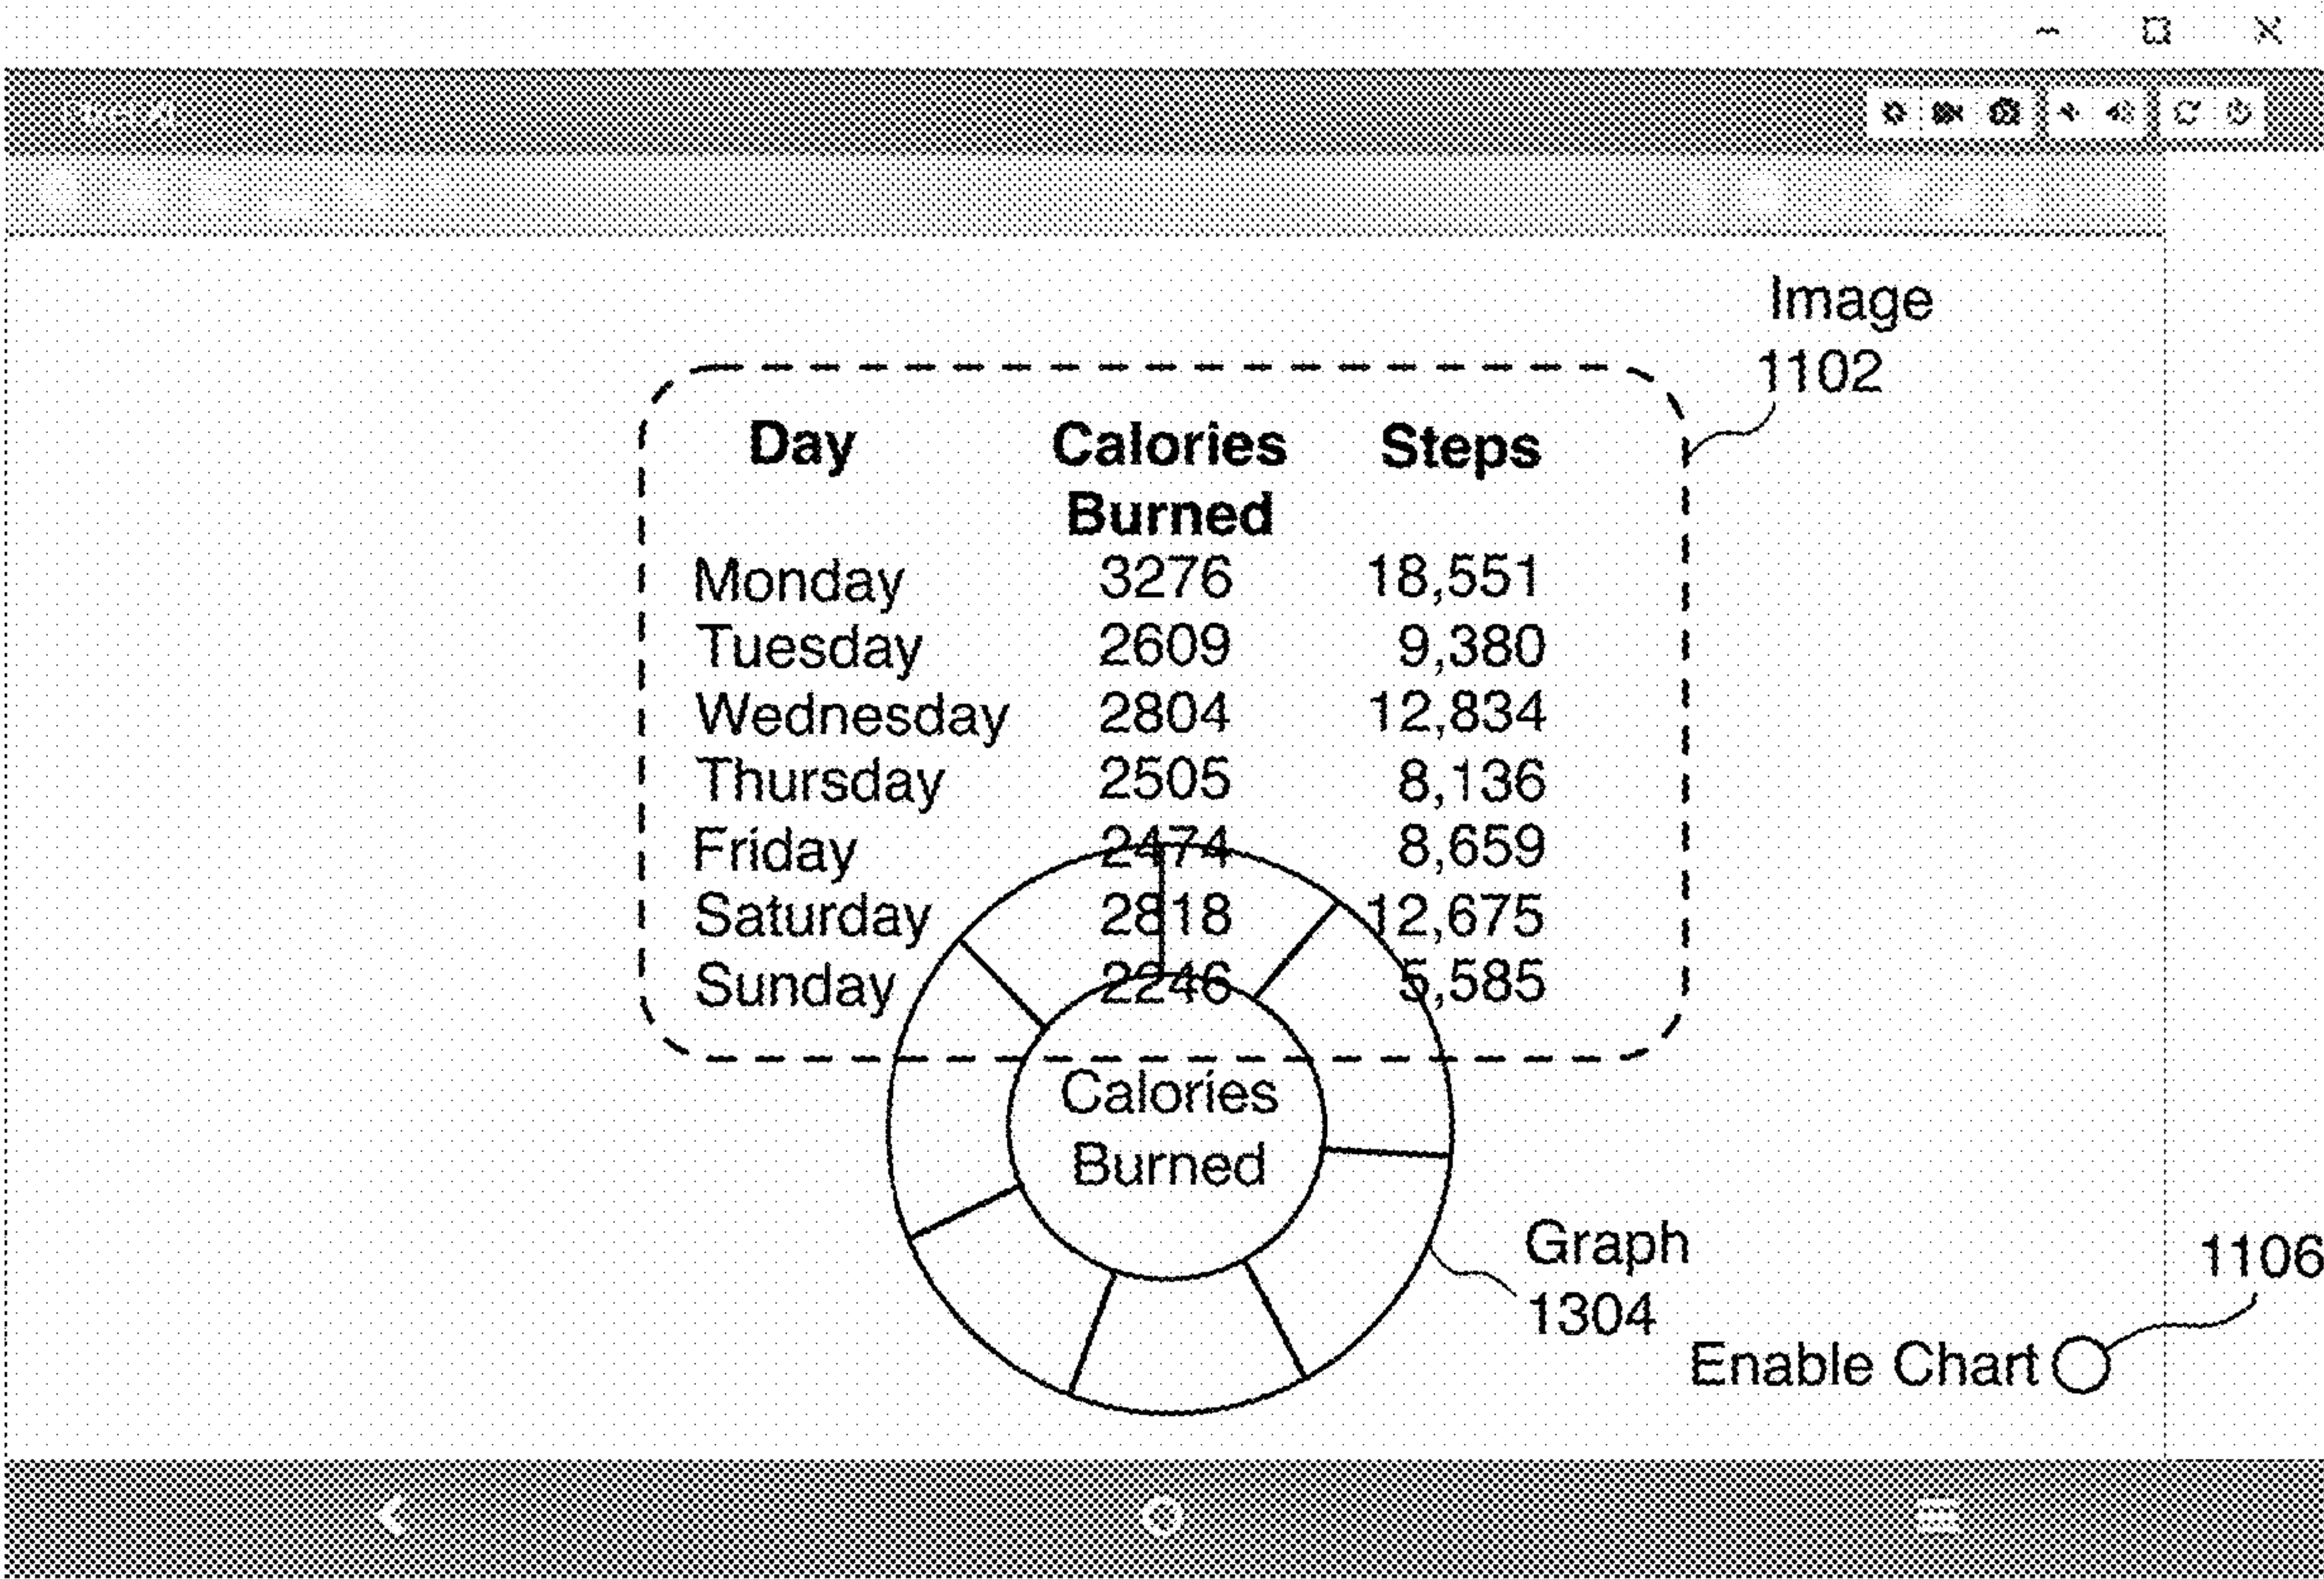 Image
1102
Day Calories Steps
Burned
Monday 3276 18,551
Tuesday 2609 9,380
Wednesday 2804 12,834
Thursday 2505 8,136
Friday 2474 8,659
Saturday 2818 12,675
Sunday 2246 5,585
Calories
Burned
Graph
1304
1106
Enable Chart